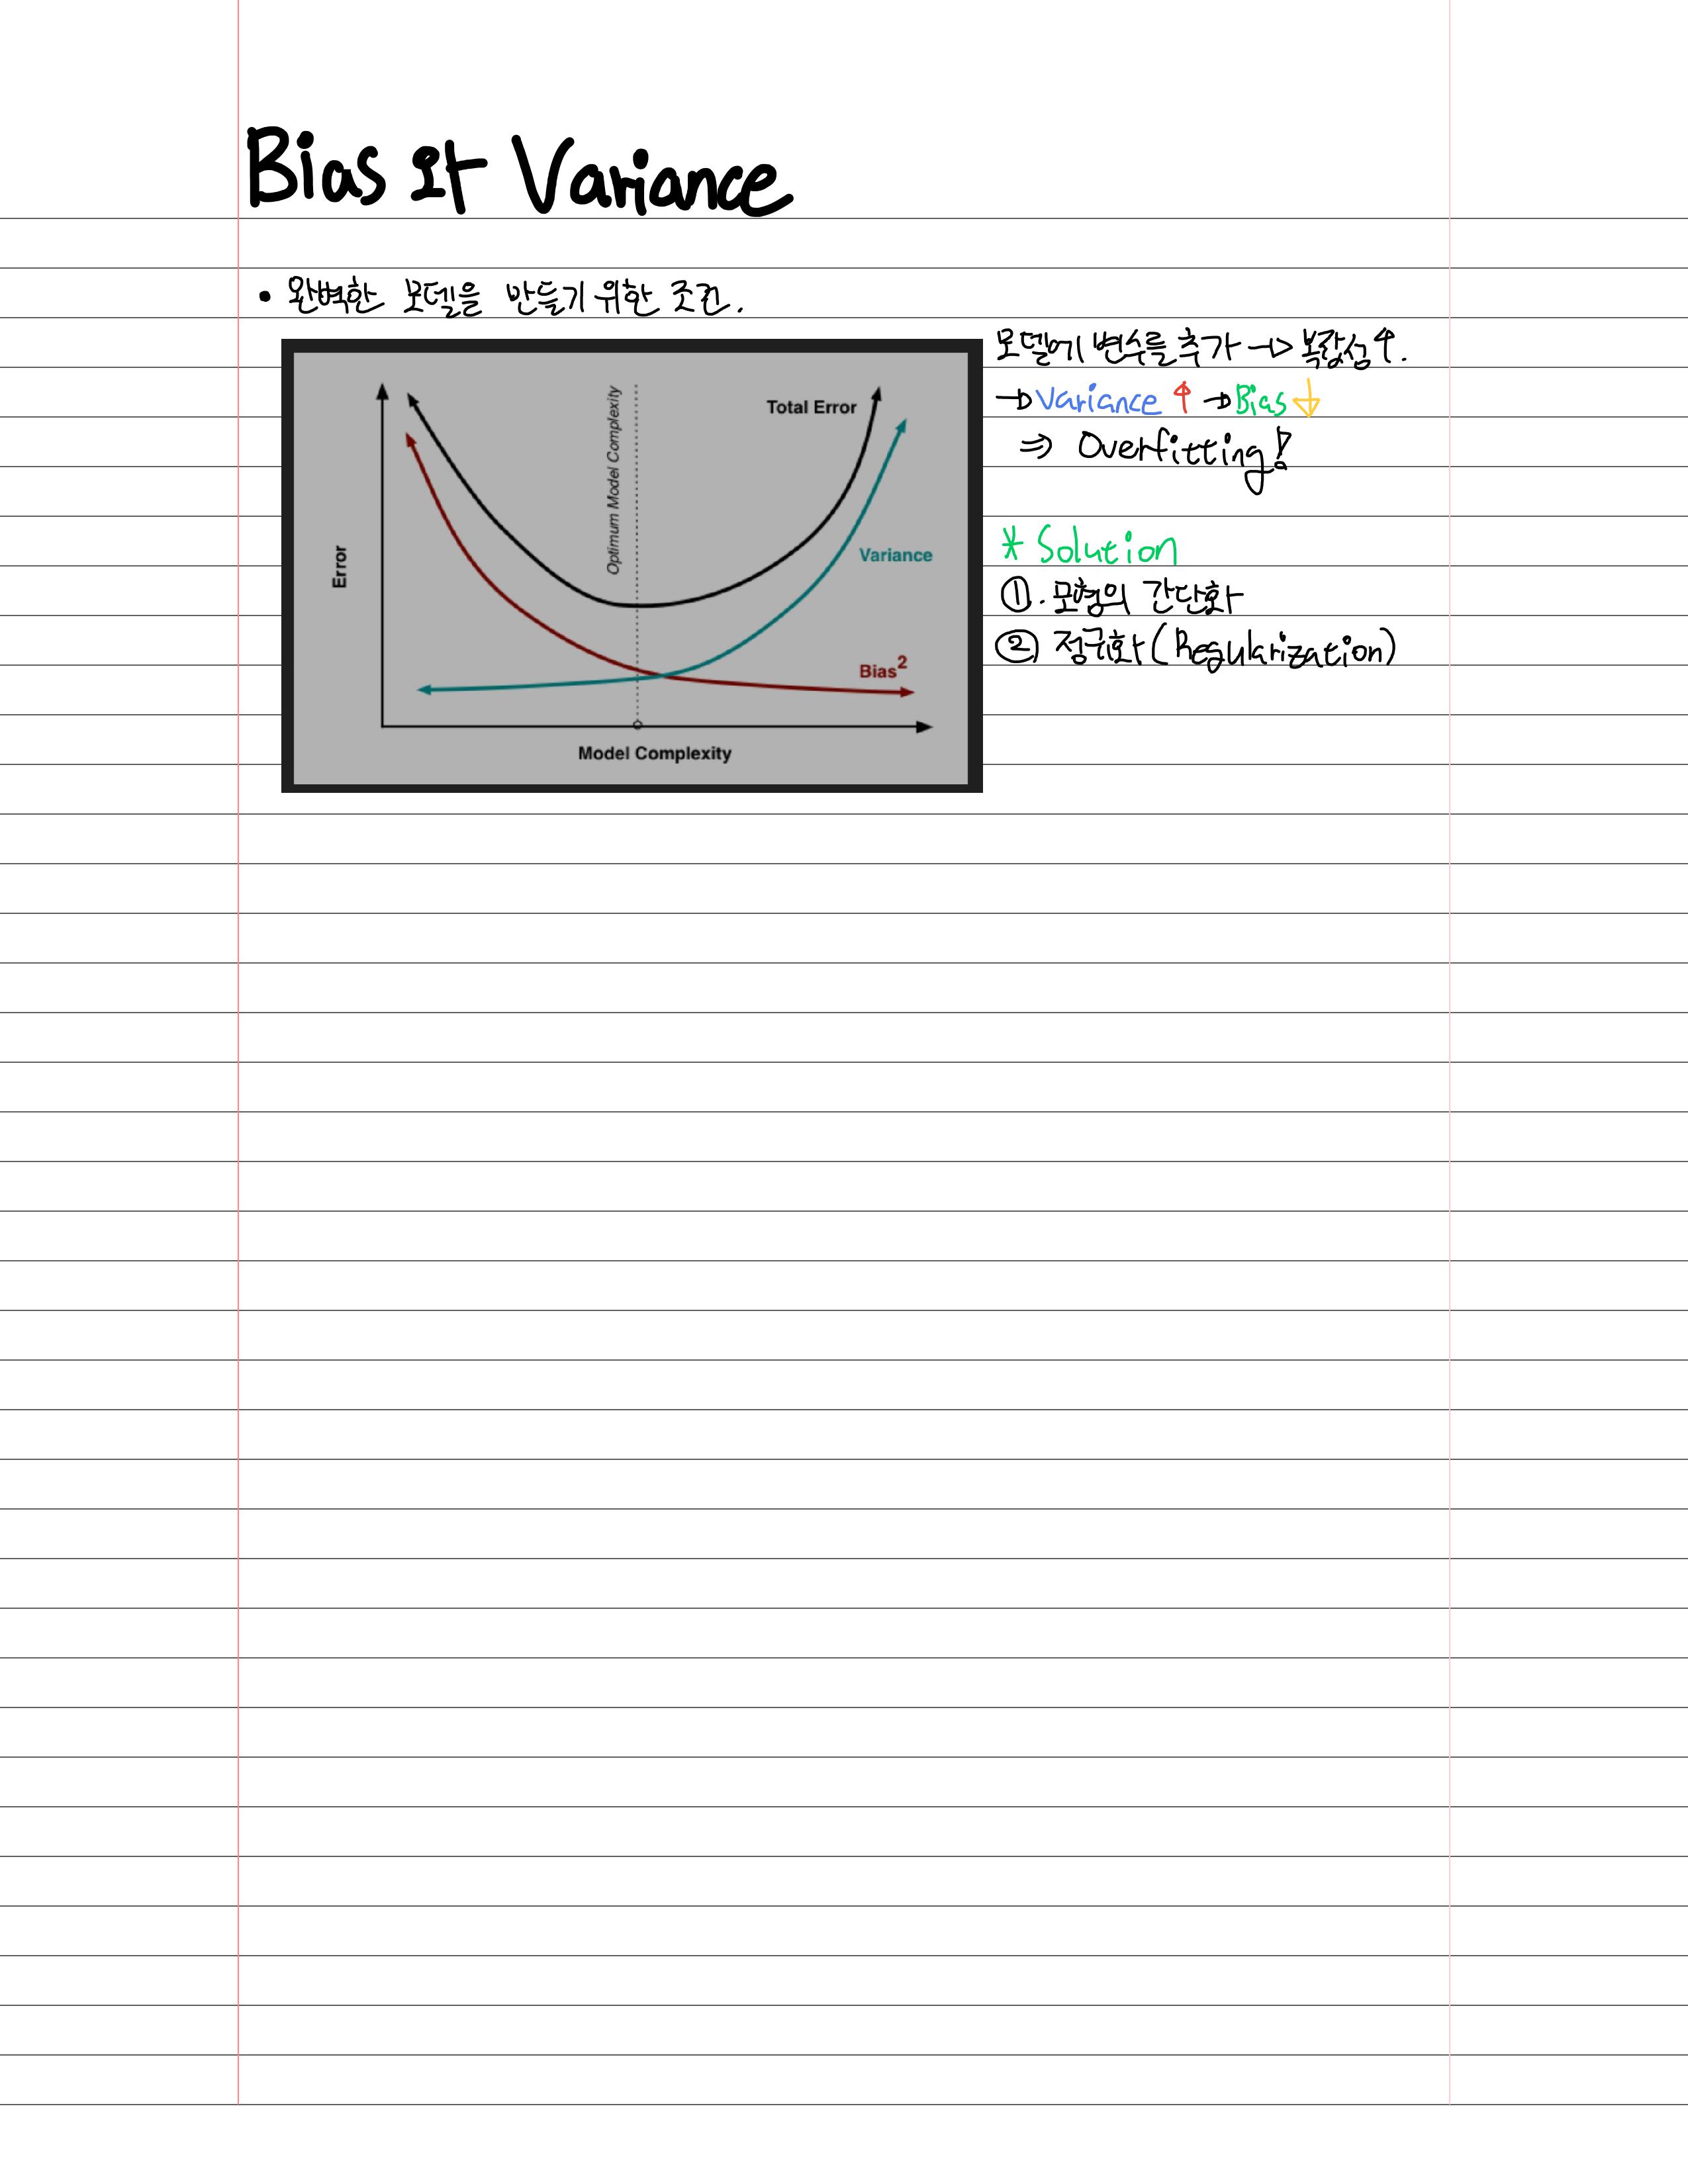 Bias 와 Variance
• 완벽한 모델을 만들기 위한 조건.
Total Error
Optimum Model Complexity
Variance
Error
Bias²
Model Complexity
모델에 변수를 추가 → 복잡성↑.
→ Variance ↑ → Bias ↓
⇒ Overfitting!
* Solution
①. 모형의 간단화
② 정규화 (Regularization)